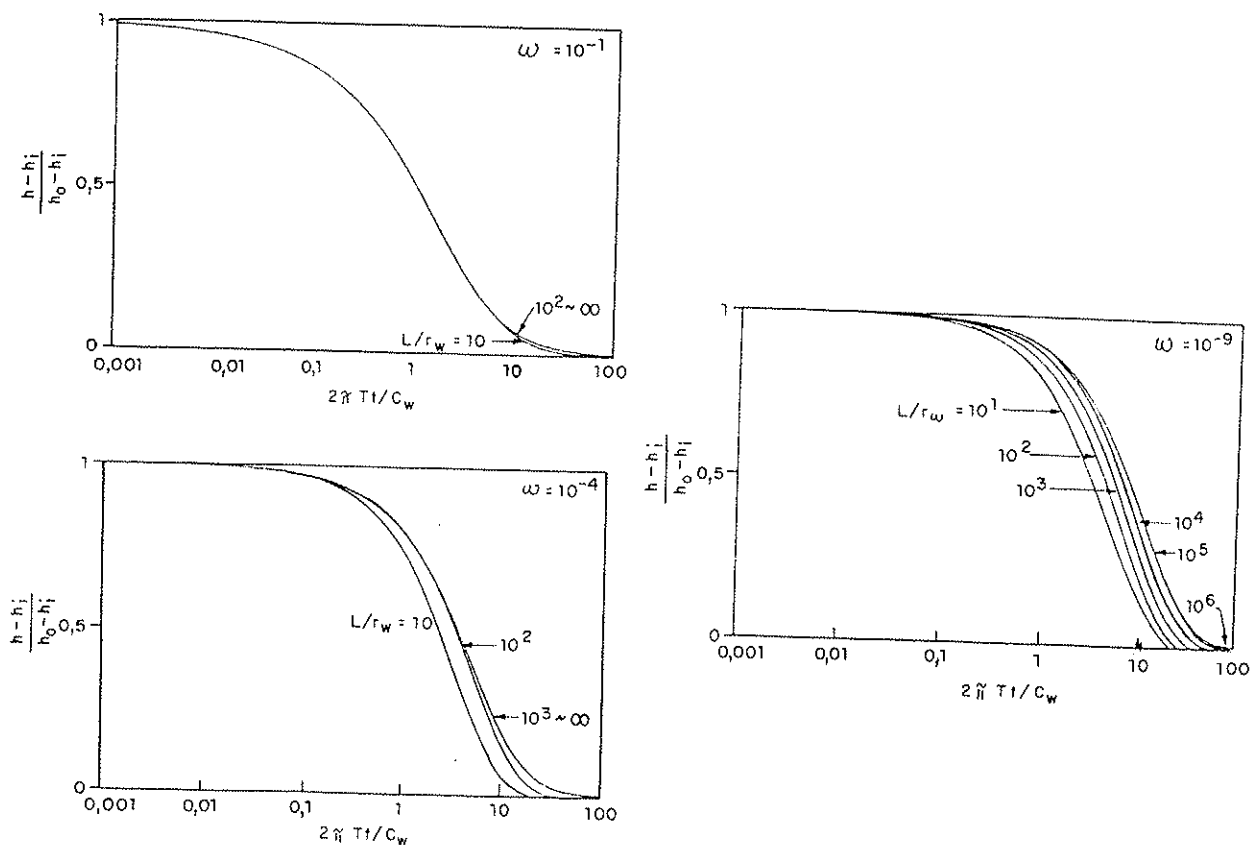 ω = 10⁻¹
1
h – hᵢ
h₀ – hᵢ
0,5
10² ~ ∞
L/r_w = 10
0
0,001 0,01 0,1 1 10 100
2π Tt/C_w
ω = 10⁻⁴
1
h – hᵢ
h₀ – hᵢ
0,5
L/r_w = 10
10²
10³ ~ ∞
0
0,001 0,01 0,1 1 10 100
2π Tt/C_w
ω = 10⁻⁹
1
h – hᵢ
h₀ – hᵢ
0,5
L/r_ω = 10¹
10²
10³
10⁴
10⁵
10⁶
0
0,001 0,01 0,1 1 10 100
2π Tt/C_w